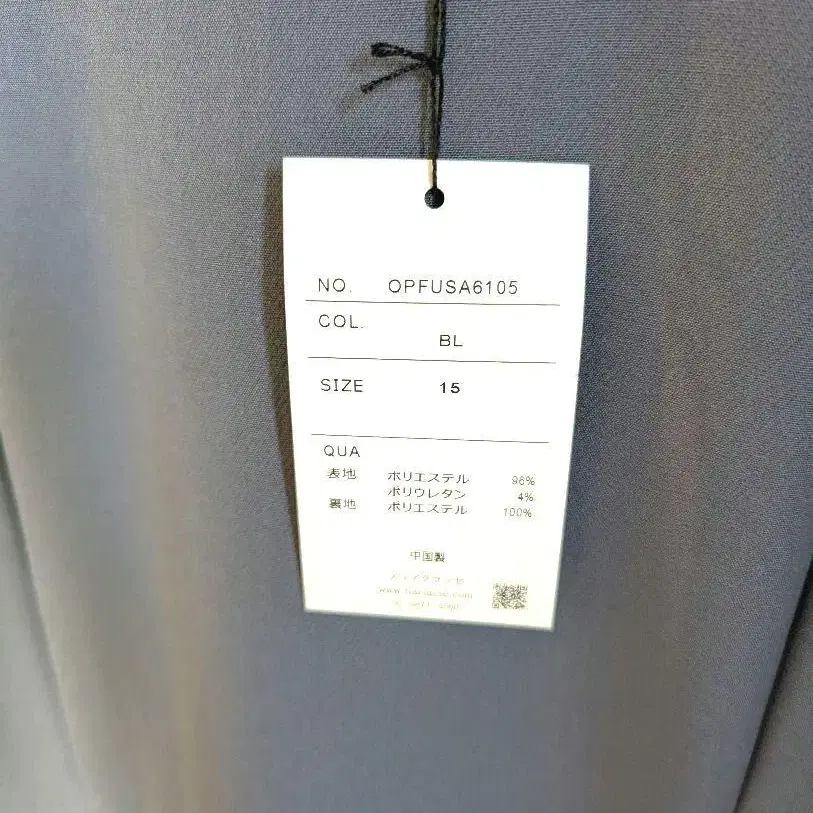 NO. OPFUSA6105
COL.
BL
SIZE 15
QUA
表地 ポリエステル 96%
ポリウレタン 4%
裏地 ポリエステル 100%
中国製